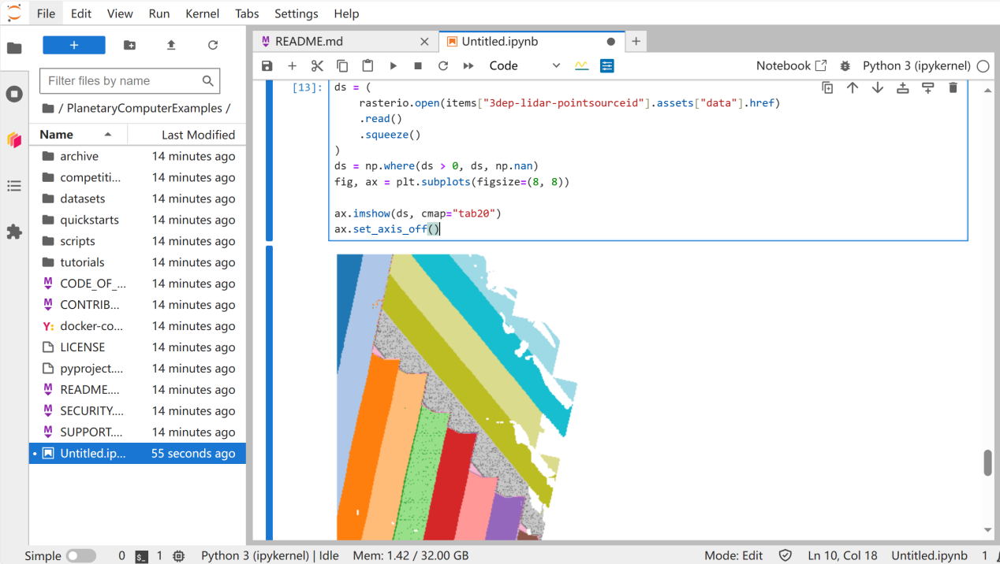 File Edit View Run Kernel Tabs Settings Help
+
Filter files by name
/ PlanetaryComputerExamples /
Name Last Modified
archive 14 minutes ago
competiti... 14 minutes ago
datasets 14 minutes ago
quickstarts 14 minutes ago
scripts 14 minutes ago
tutorials 14 minutes ago
CODE_OF_... 14 minutes ago
CONTRIB... 14 minutes ago
docker-co... 14 minutes ago
LICENSE 14 minutes ago
pyproject.... 14 minutes ago
README.... 14 minutes ago
SECURITY.... 14 minutes ago
SUPPORT.... 14 minutes ago
Untitled.ip... 55 seconds ago
README.md Untitled.ipynb
Code Notebook Python 3 (ipykernel)
[13]: ds = (
rasterio.open(items["3dep-lidar-pointsourceid"].assets["data"].href)
.read()
.squeeze()
)
ds = np.where(ds > 0, ds, np.nan)
fig, ax = plt.subplots(figsize=(8, 8))
ax.imshow(ds, cmap="tab20")
ax.set_axis_off()
Simple 0 $_ 1 Python 3 (ipykernel) | Idle Mem: 1.42 / 32.00 GB Mode: Edit Ln 10, Col 18 Untitled.ipynb 1